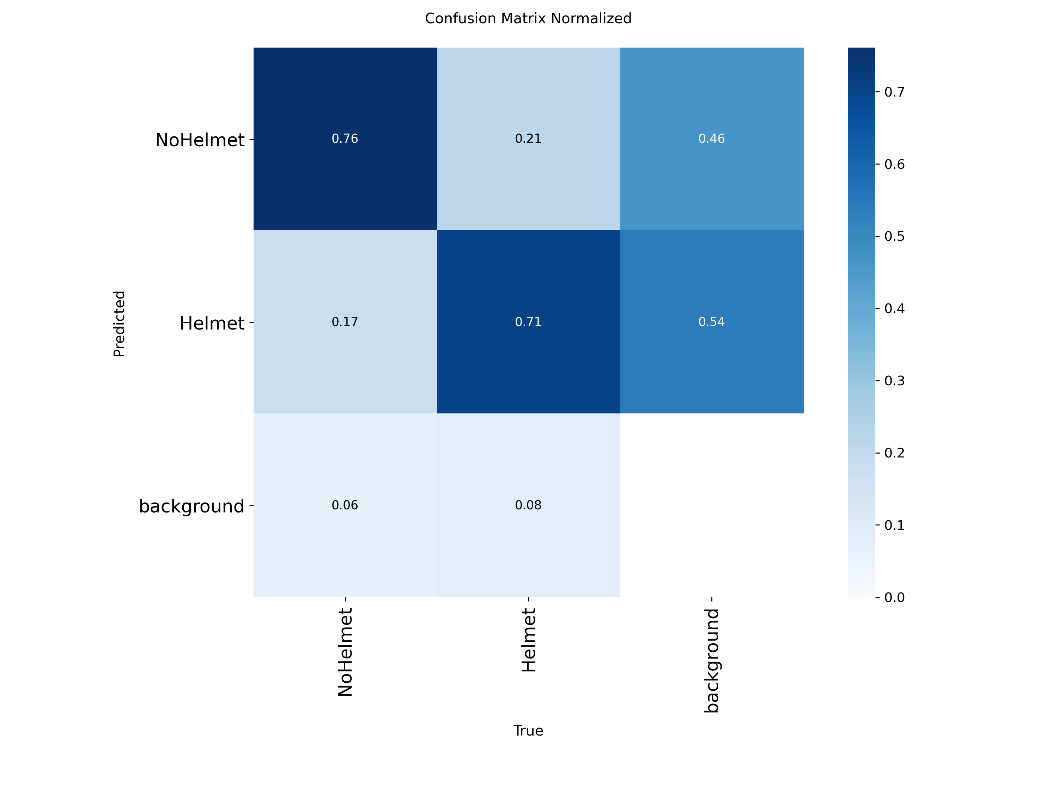 Confusion Matrix Normalized
NoHelmet
0.76
0.21
0.46
Helmet
0.17
0.71
0.54
background
0.06
0.08
NoHelmet
Helmet
background
True
Predicted
0.7
0.6
0.5
0.4
0.3
0.2
0.1
0.0